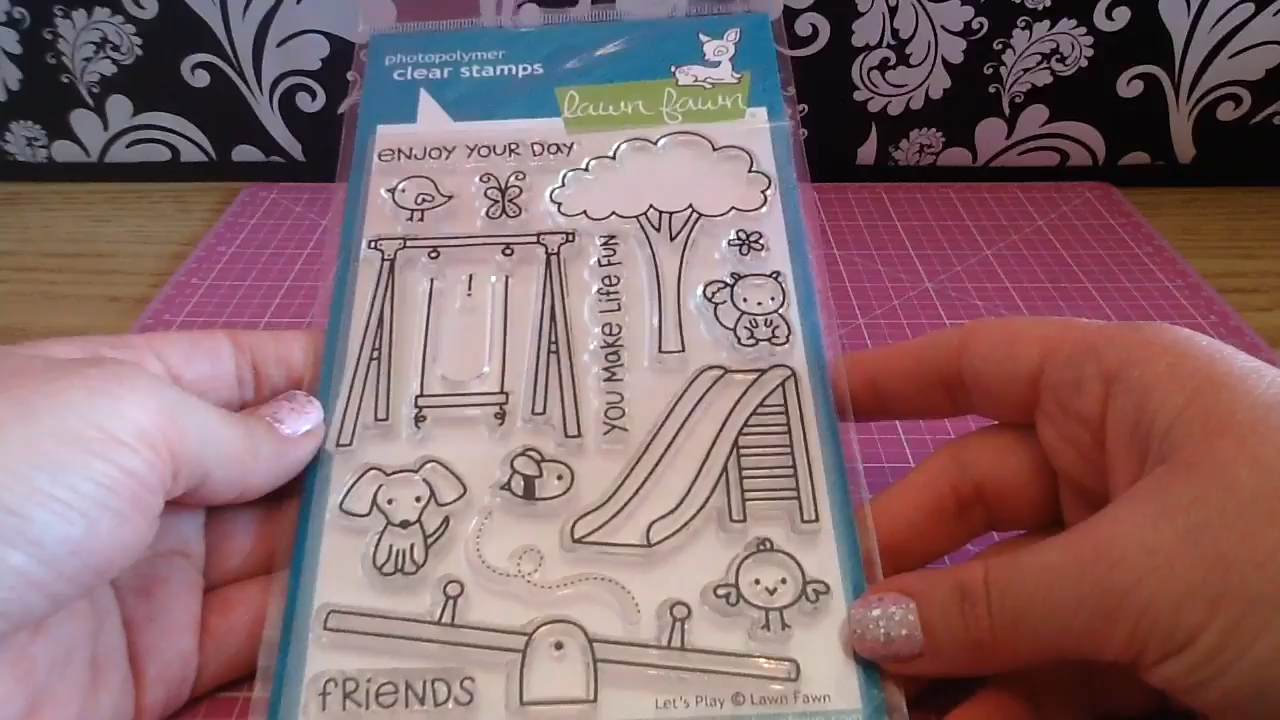 photopolymer
clear stamps
lawn fawn
eNJOY YOUR DAY
!
YOU MAKE LiFe FUN
fRieNDS
Let's Play © Lawn Fawn